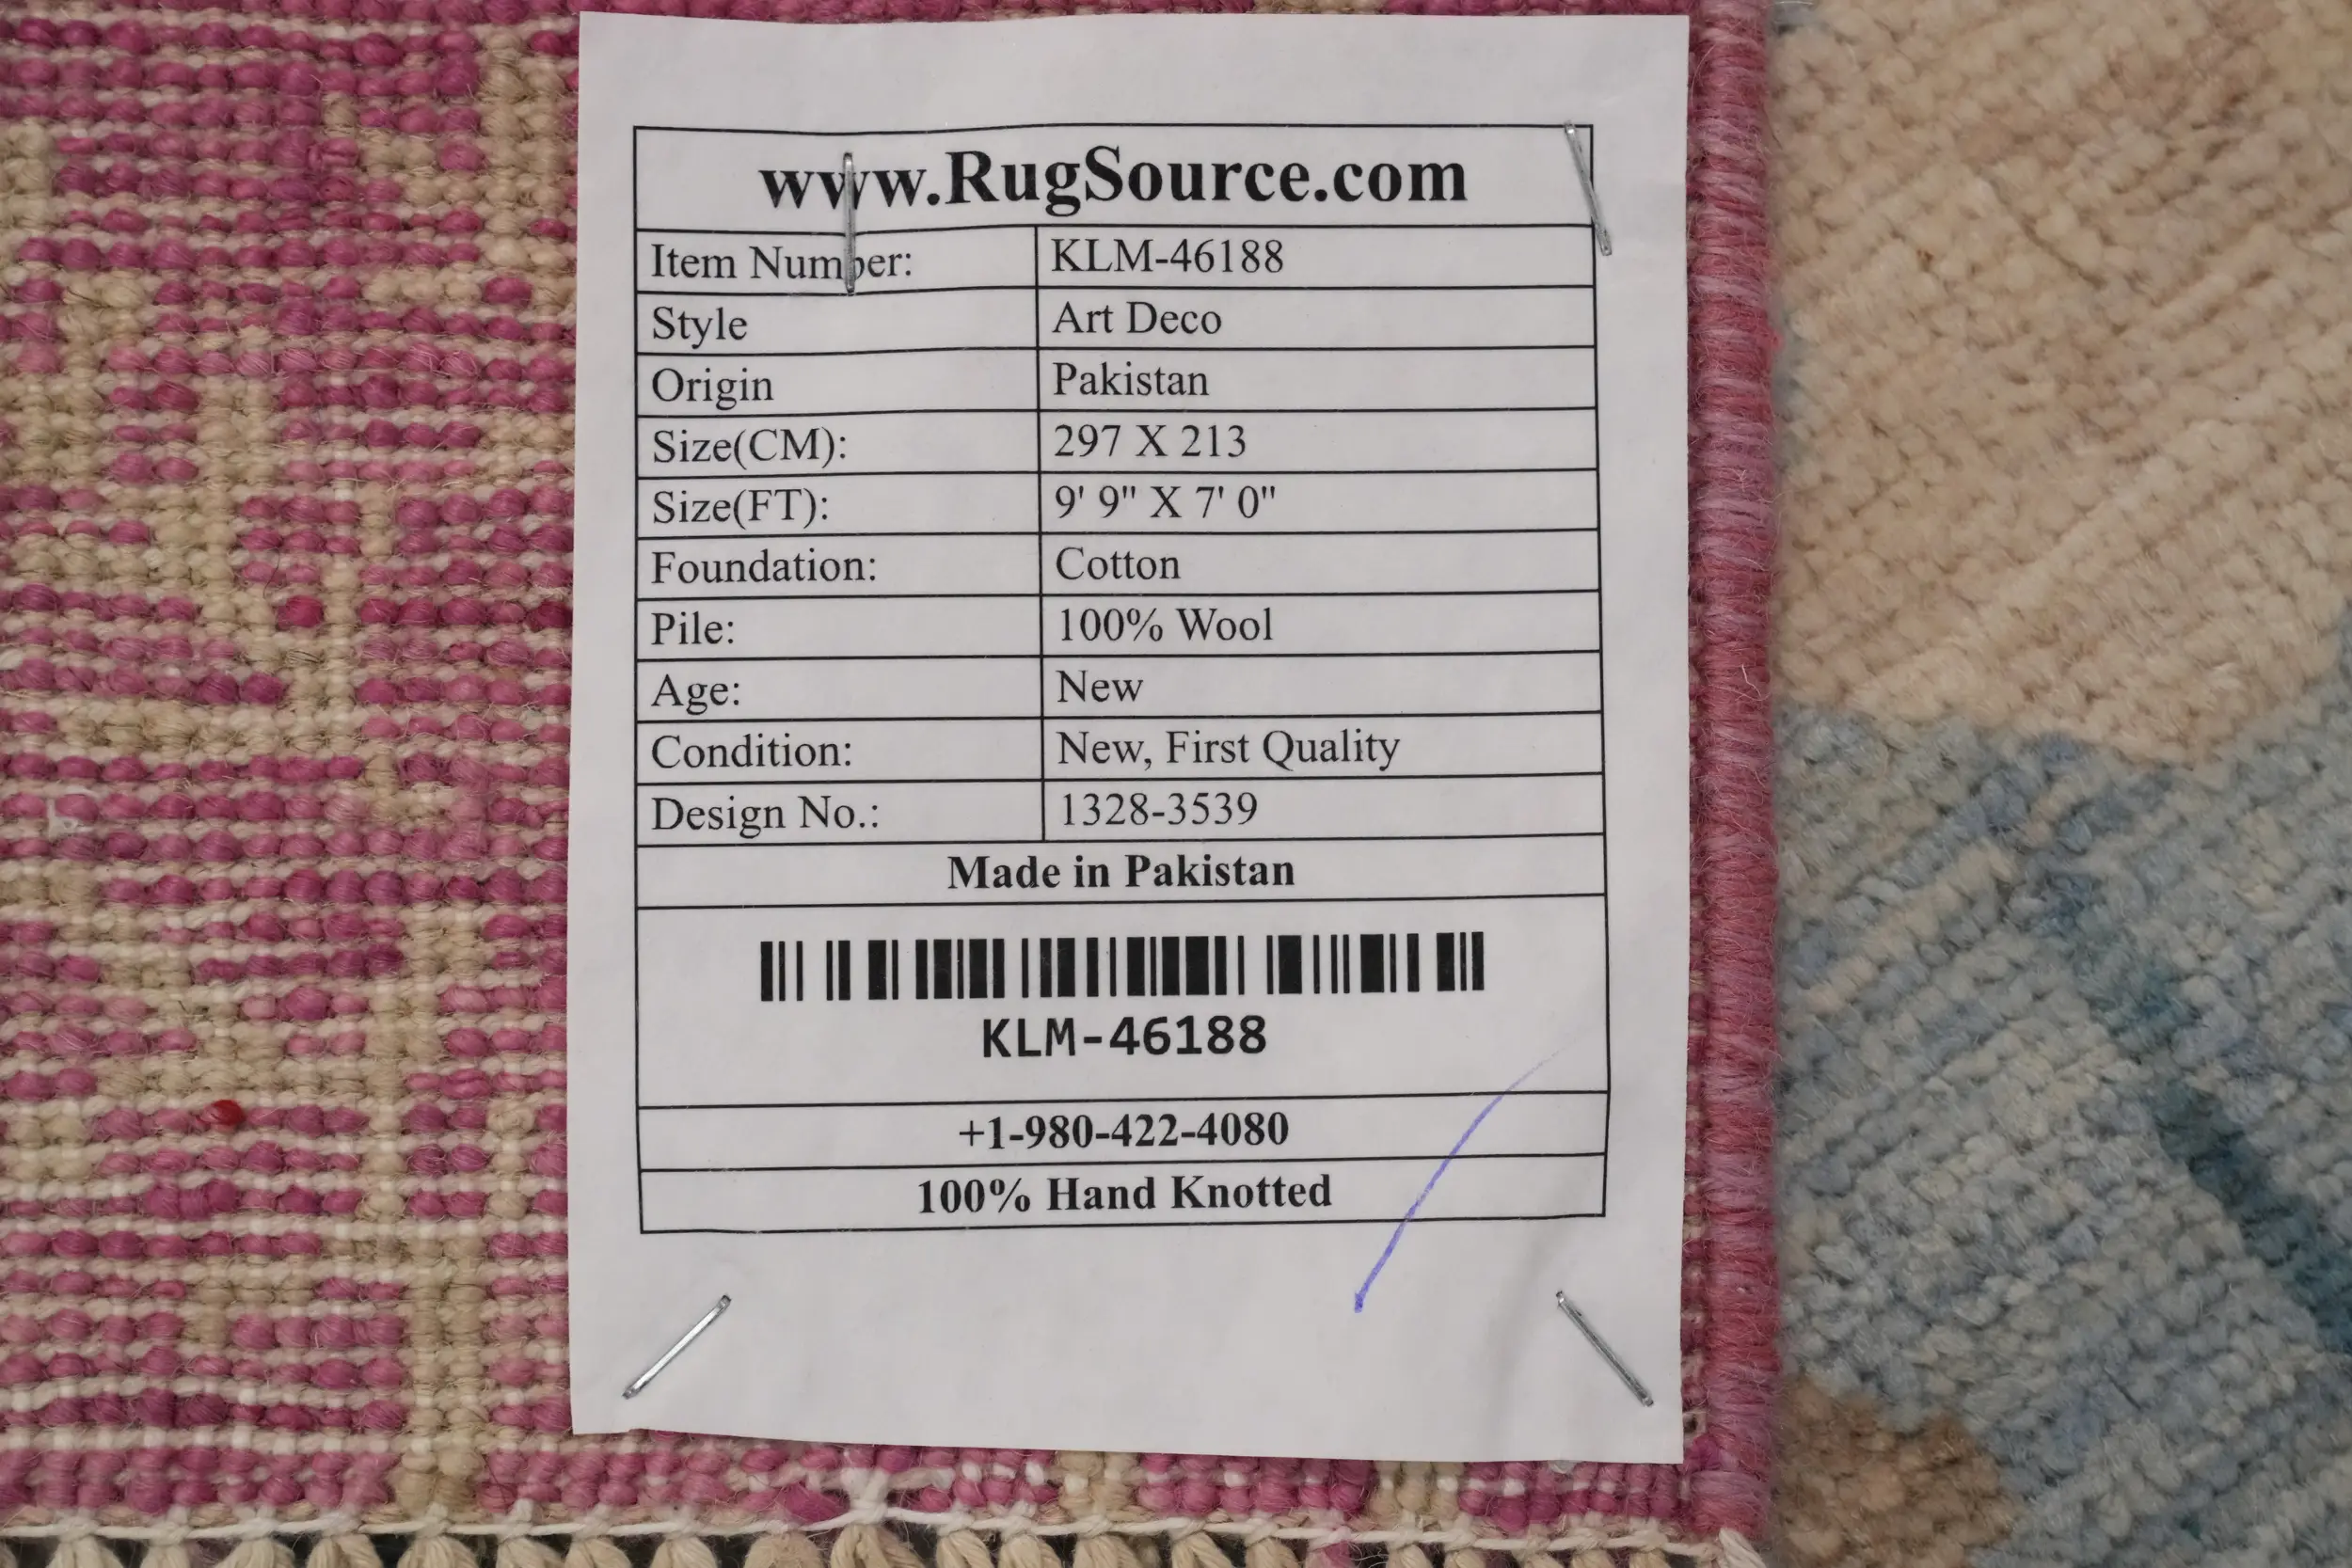 www.RugSource.com
Item Number: KLM-46188
Style Art Deco
Origin Pakistan
Size(CM): 297 X 213
Size(FT): 9' 9" X 7' 0"
Foundation: Cotton
Pile: 100% Wool
Age: New
Condition: New, First Quality
Design No.: 1328-3539
Made in Pakistan
KLM-46188
+1-980-422-4080
100% Hand Knotted